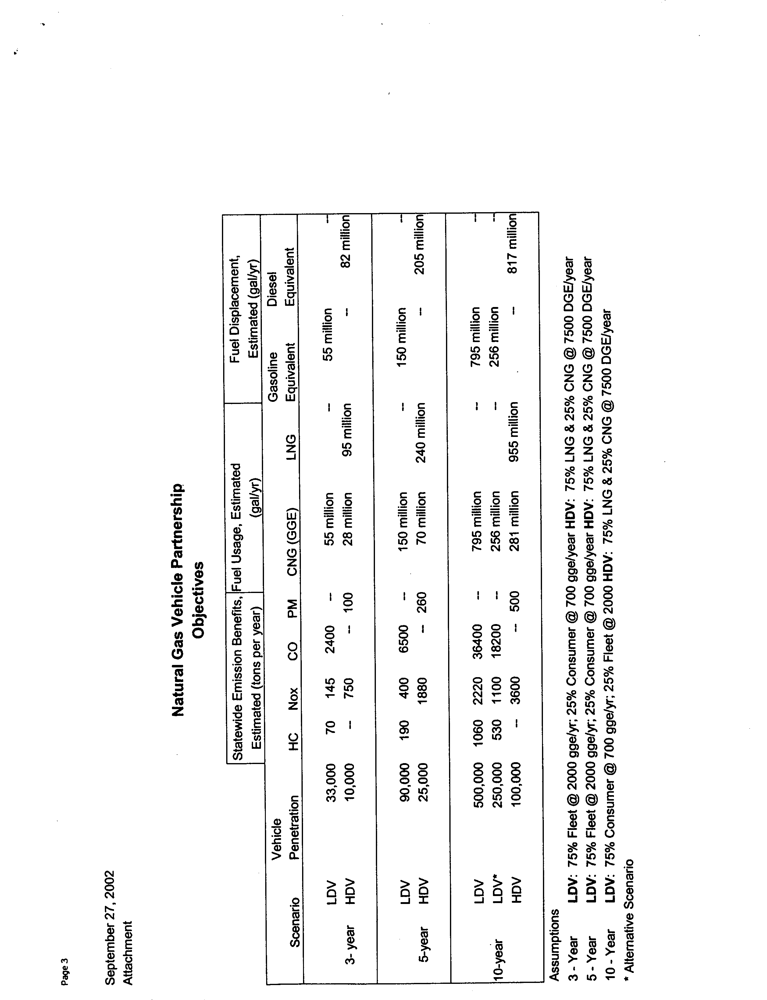 Page 3
September 27, 2002
Attachment
Natural Gas Vehicle Partnership
Objectives
Statewide Emission Benefits, Fuel Usage, Estimated Fuel Displacement,
Estimated (tons per year) (gal/yr) Estimated (gal/yr)
Vehicle Gasoline Diesel
Scenario Penetration HC Nox CO PM CNG (GGE) LNG Equivalent Equivalent
LDV 33,000 70 145 2400 -- 55 million -- 55 million --
3- year HDV 10,000 -- 750 -- 100 28 million 95 million -- 82 million
LDV 90,000 190 400 6500 -- 150 million -- 150 million --
5-year HDV 25,000 1880 -- 260 70 million 240 million -- 205 million
LDV 500,000 1060 2220 36400 -- 795 million -- 795 million --
10-year LDV* 250,000 530 1100 18200 -- 256 million -- 256 million --
HDV 100,000 -- 3600 -- 500 281 million 955 million -- 817 million
Assumptions
3 - Year LDV: 75% Fleet @ 2000 gge/yr; 25% Consumer @ 700 gge/year HDV: 75% LNG & 25% CNG @ 7500 DGE/year
5 - Year LDV: 75% Fleet @ 2000 gge/yr; 25% Consumer @ 700 gge/year HDV: 75% LNG & 25% CNG @ 7500 DGE/year
10 - Year LDV: 75% Consumer @ 700 gge/yr; 25% Fleet @ 2000 HDV: 75% LNG & 25% CNG @ 7500 DGE/year
* Alternative Scenario